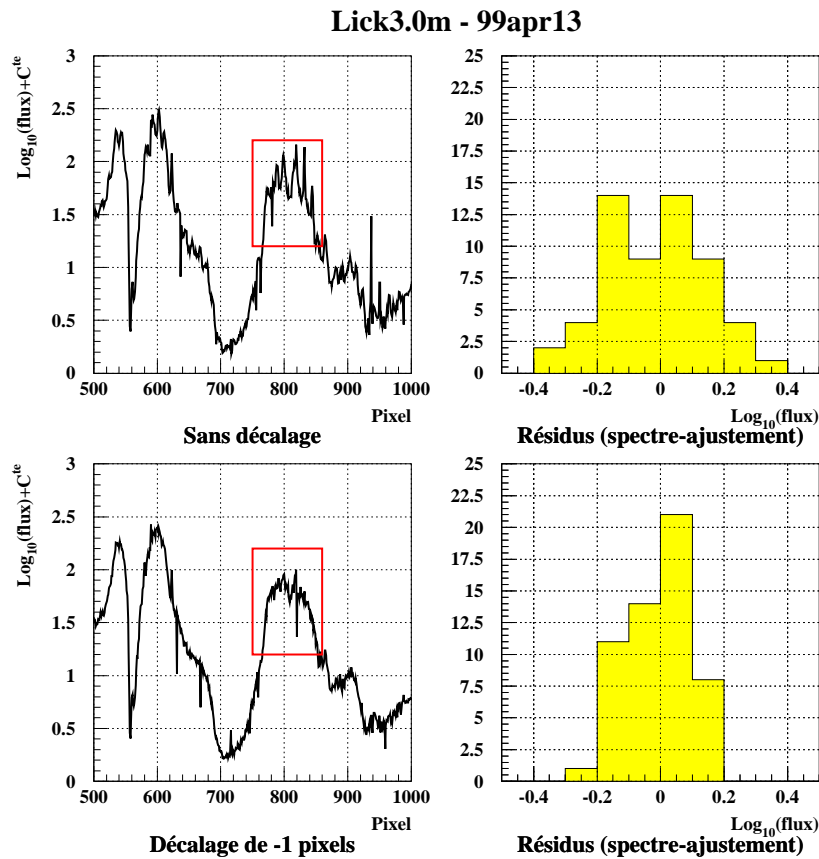 Lick3.0m - 99apr13
Log10(flux)+Cte
3
2.5
2
1.5
1
0.5
0
500 600 700 800 900 1000
Pixel
Sans décalage
25
22.5
20
17.5
15
12.5
10
7.5
5
2.5
0
-0.4 -0.2 0 0.2 0.4
Log10(flux)
Résidus (spectre-ajustement)
Log10(flux)+Cte
3
2.5
2
1.5
1
0.5
0
500 600 700 800 900 1000
Pixel
Décalage de -1 pixels
25
22.5
20
17.5
15
12.5
10
7.5
5
2.5
0
-0.4 -0.2 0 0.2 0.4
Log10(flux)
Résidus (spectre-ajustement)